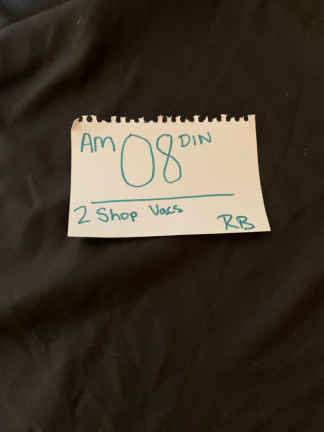 AM 08 DIN
2 Shop Vacs
RB